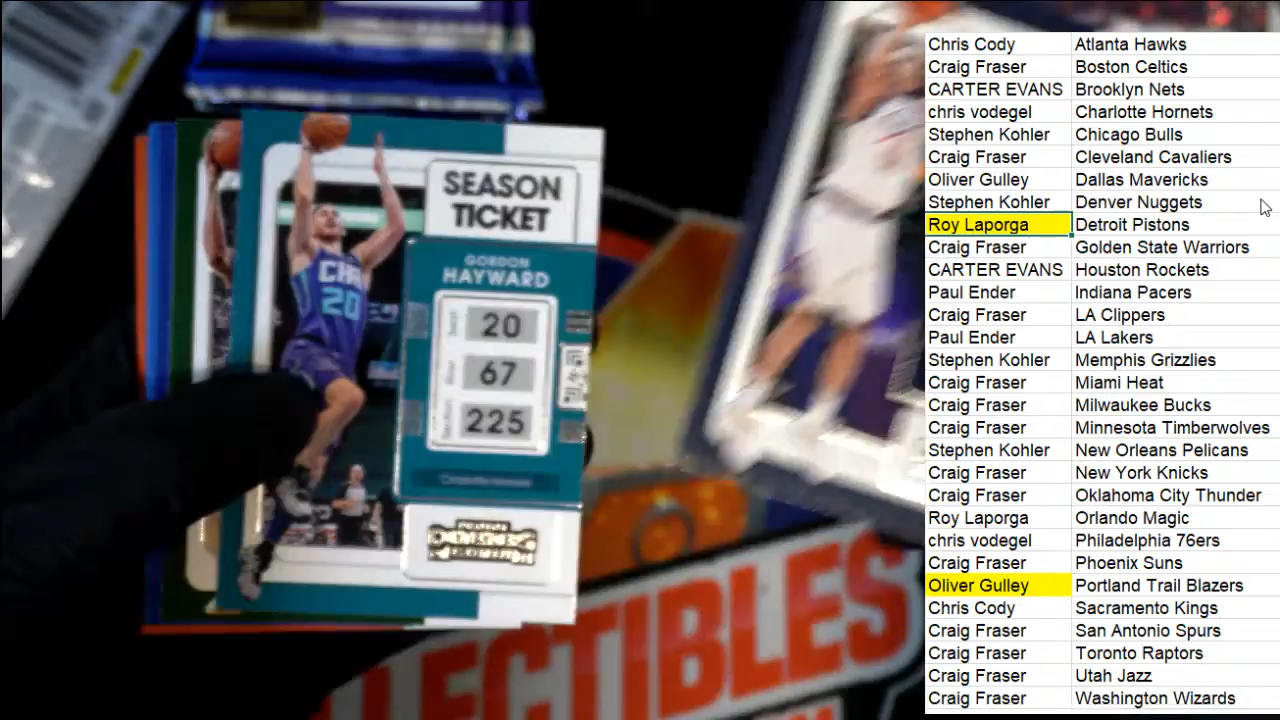 SEASON
TICKET
GORDON
HAYWARD
20
67
225
CHA
20
CONTENDERS
LECTIBLES
Chris Cody Atlanta Hawks
Craig Fraser Boston Celtics
CARTER EVANS Brooklyn Nets
chris vodegel Charlotte Hornets
Stephen Kohler Chicago Bulls
Craig Fraser Cleveland Cavaliers
Oliver Gulley Dallas Mavericks
Stephen Kohler Denver Nuggets
Roy Laporga Detroit Pistons
Craig Fraser Golden State Warriors
CARTER EVANS Houston Rockets
Paul Ender Indiana Pacers
Craig Fraser LA Clippers
Paul Ender LA Lakers
Stephen Kohler Memphis Grizzlies
Craig Fraser Miami Heat
Craig Fraser Milwaukee Bucks
Craig Fraser Minnesota Timberwolves
Stephen Kohler New Orleans Pelicans
Craig Fraser New York Knicks
Craig Fraser Oklahoma City Thunder
Roy Laporga Orlando Magic
chris vodegel Philadelphia 76ers
Craig Fraser Phoenix Suns
Oliver Gulley Portland Trail Blazers
Chris Cody Sacramento Kings
Craig Fraser San Antonio Spurs
Craig Fraser Toronto Raptors
Craig Fraser Utah Jazz
Craig Fraser Washington Wizards